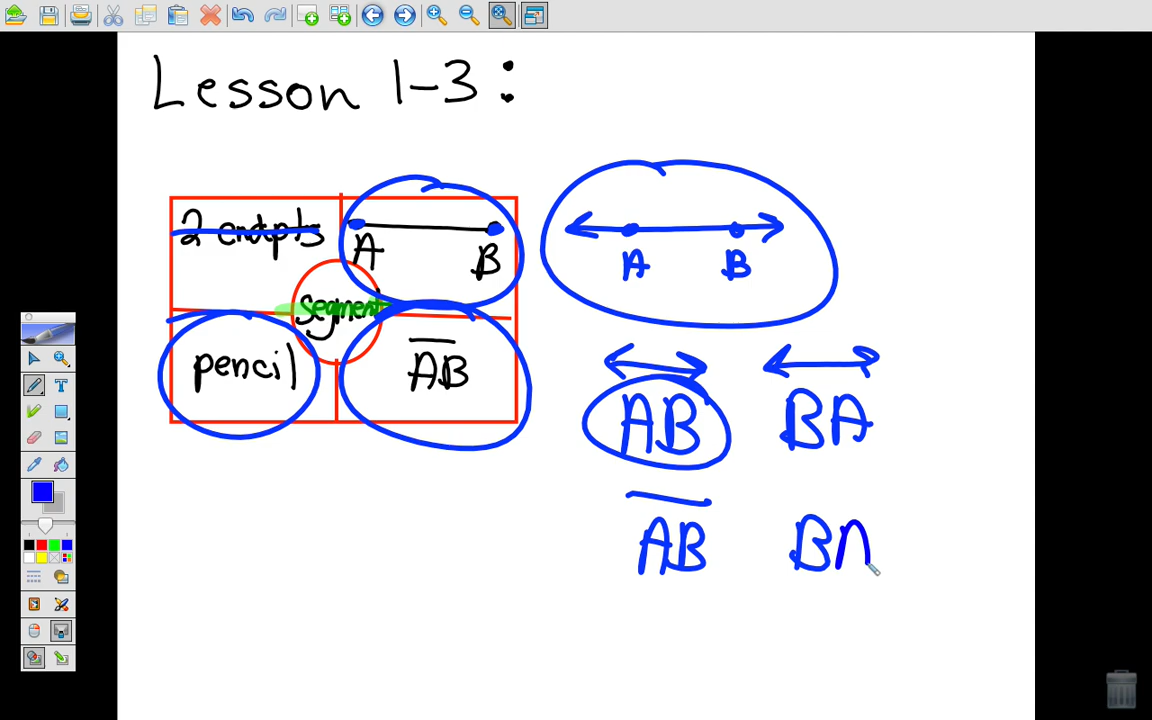 Lesson 1-3:
2 endpts
A B
A B
segment
pencil
AB
AB BA
AB B
T